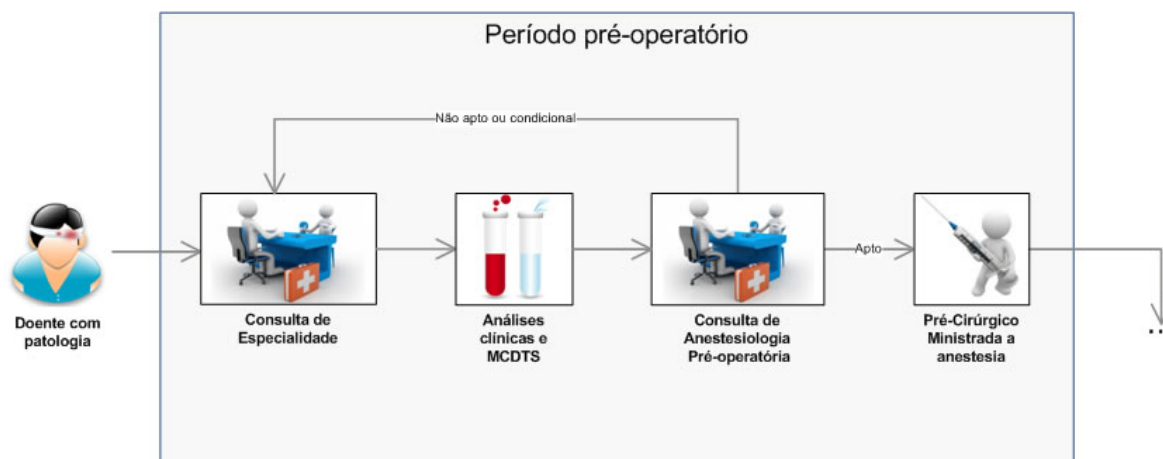 Período pré-operatório
Não apto ou condicional
Apto
Doente com
patologia
Consulta de
Especialidade
Análises
clínicas e
MCDTS
Consulta de
Anestesiologia
Pré-operatória
Pré-Cirúrgico
Ministrada a
anestesia
...